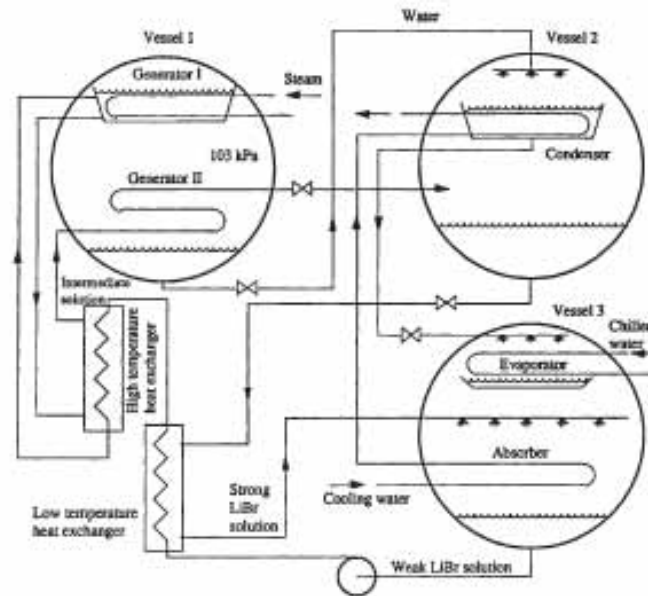 Water
Vessel 1
Vessel 2
Generator I
Steam
103 kPa
Condenser
Generator II
Intermediate
solution
High temperature
heat exchanger
Vessel 3
Chilled
water
Evaporator
Absorber
Strong
LiBr
solution
Cooling water
Low temperature
heat exchanger
Weak LiBr solution